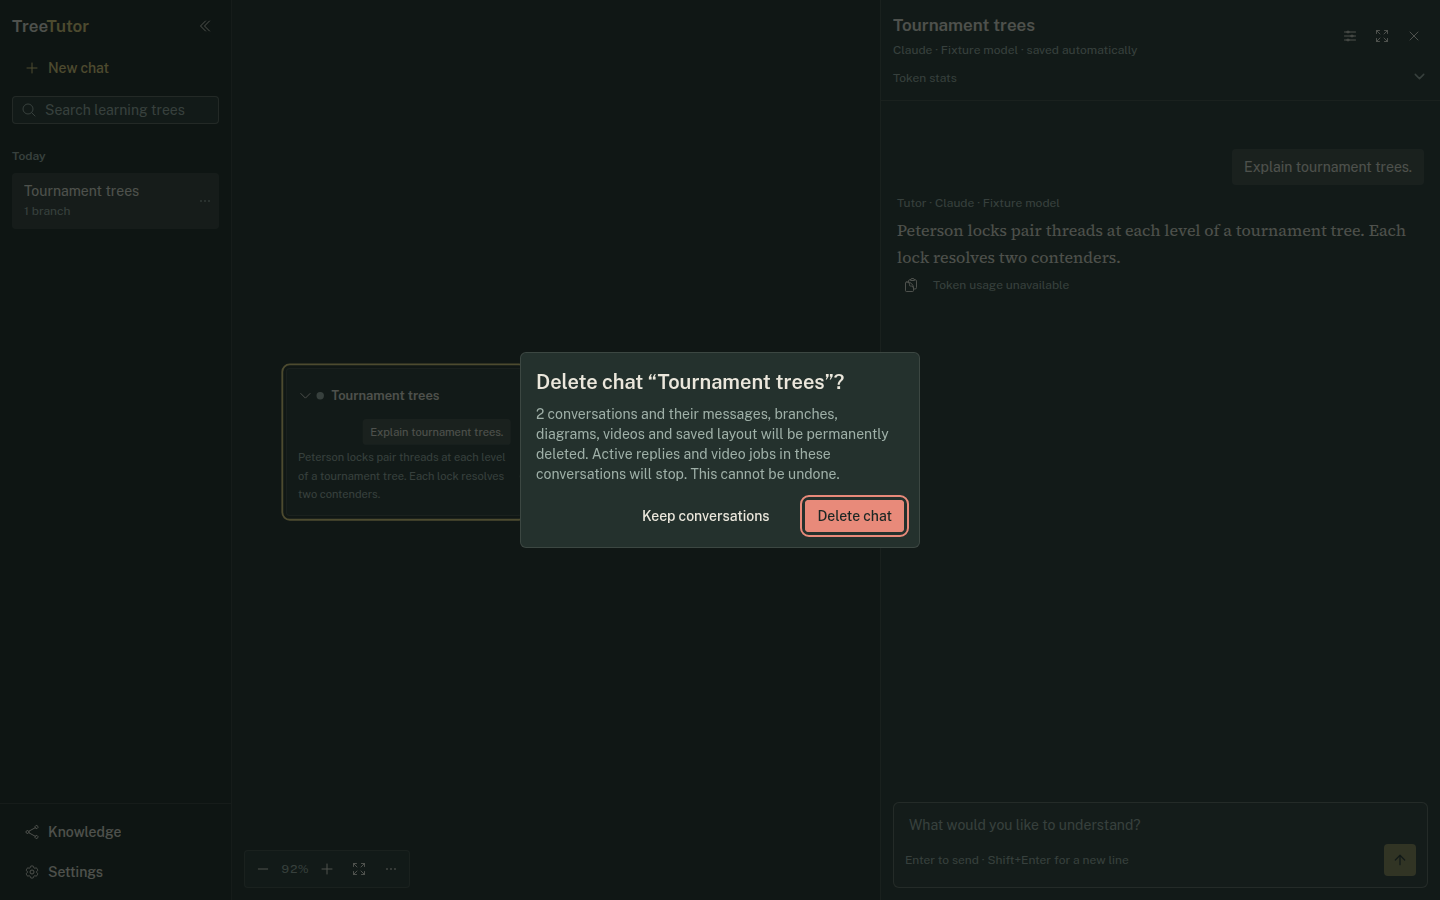 TreeTutor
New chat
Search learning trees
Today
Tournament trees
1 branch
...
Knowledge
Settings
Tournament trees
Explain tournament trees.
Peterson locks pair threads at each level
of a tournament tree. Each lock resolves
two contenders.
92%
...
Delete chat “Tournament trees”?
2 conversations and their messages, branches,
diagrams, videos and saved layout will be permanently
deleted. Active replies and video jobs in these
conversations will stop. This cannot be undone.
Keep conversations
Delete chat
Tournament trees
Claude · Fixture model · saved automatically
Token stats
Explain tournament trees.
Tutor · Claude · Fixture model
Peterson locks pair threads at each level of a tournament tree. Each
lock resolves two contenders.
Token usage unavailable
What would you like to understand?
Enter to send · Shift+Enter for a new line